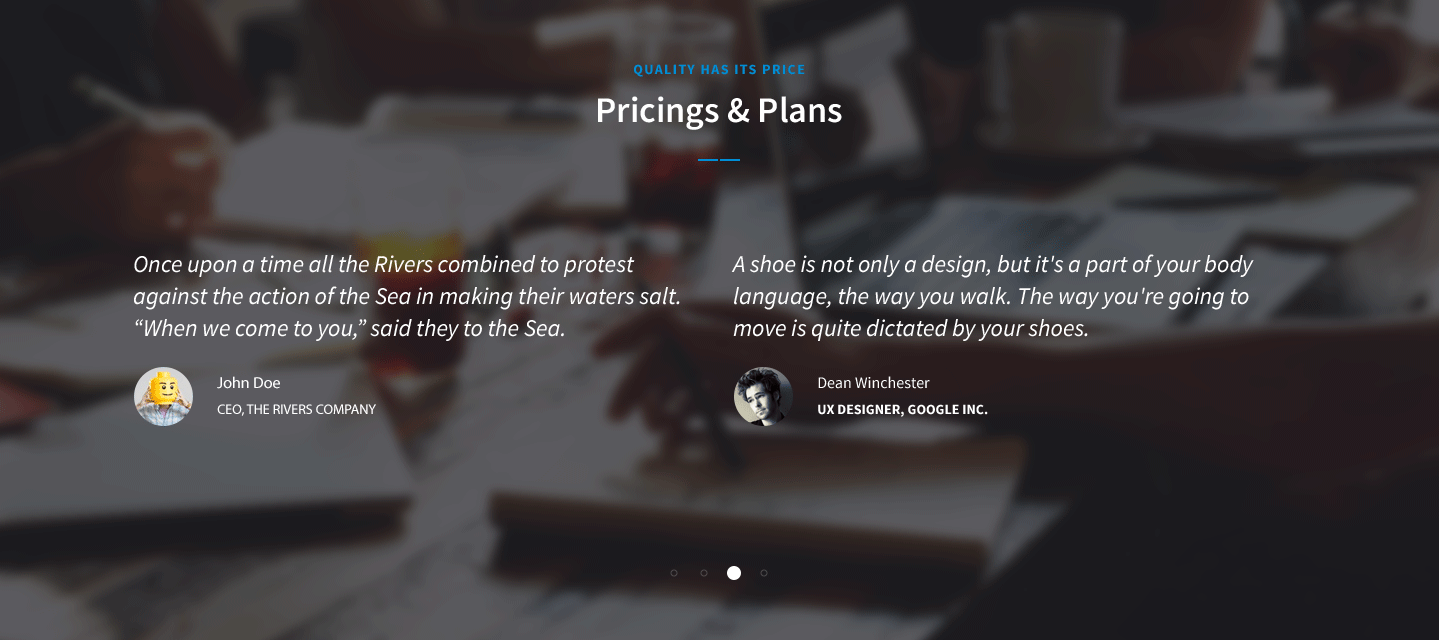 QUALITY HAS ITS PRICE
Pricings & Plans
Once upon a time all the Rivers combined to protest
against the action of the Sea in making their waters salt.
“When we come to you,” said they to the Sea.
John Doe
CEO, THE RIVERS COMPANY
A shoe is not only a design, but it's a part of your body
language, the way you walk. The way you're going to
move is quite dictated by your shoes.
Dean Winchester
UX DESIGNER, GOOGLE INC.